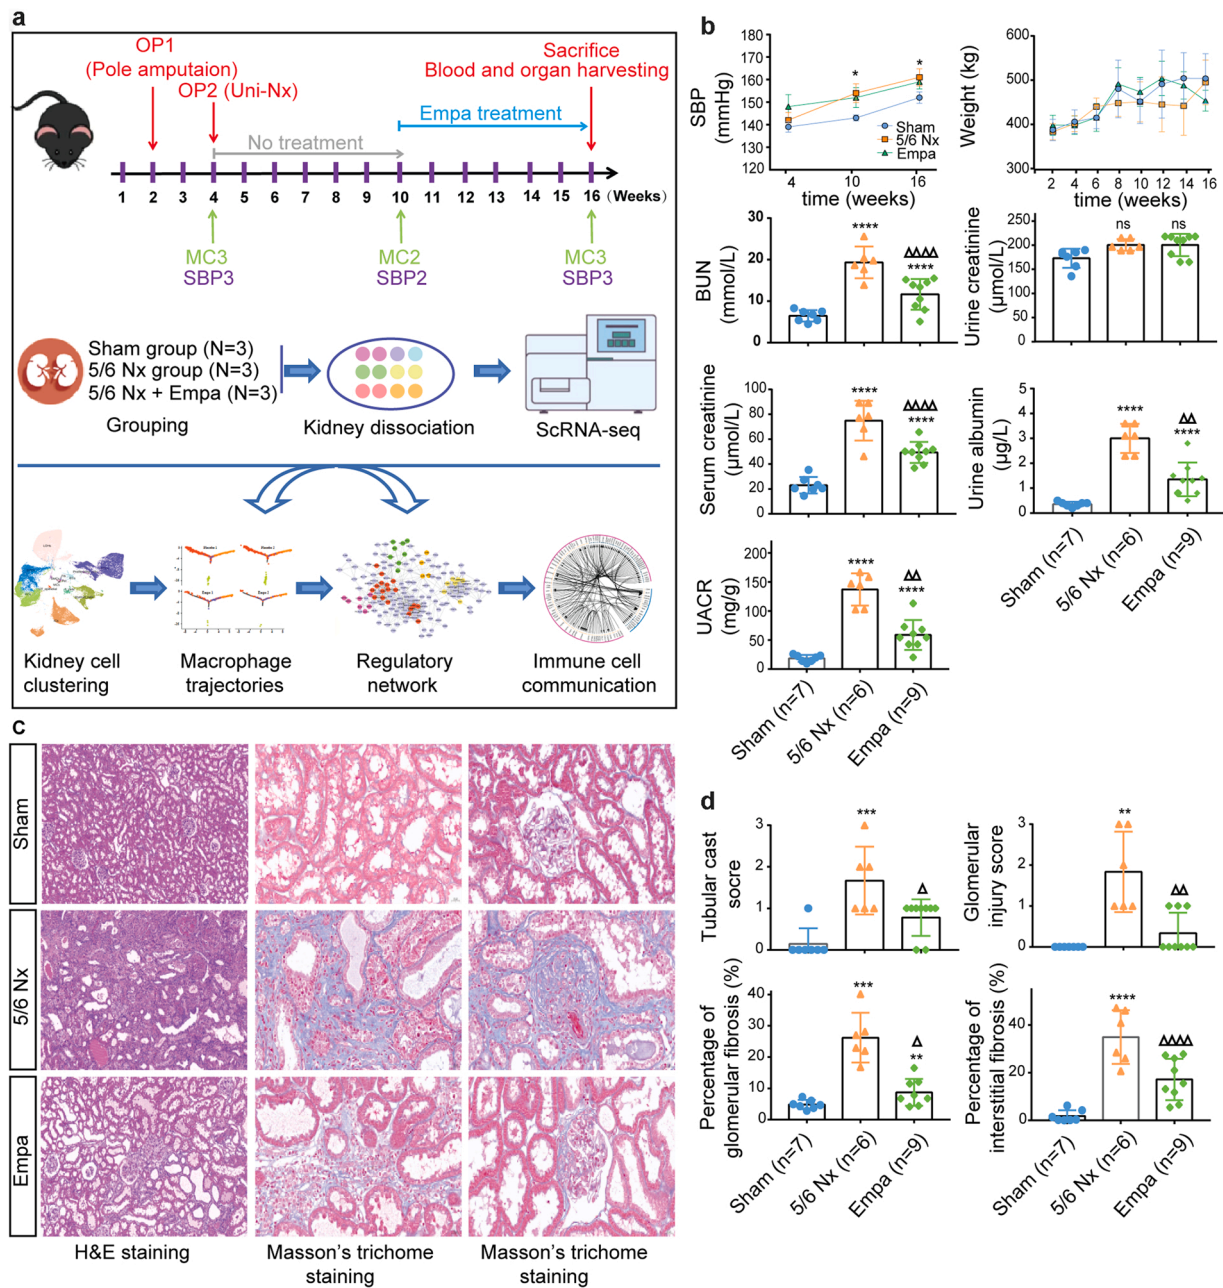 a
OP1
(Pole amputaion)
OP2 (Uni-Nx)
Sacrifice
Blood and organ harvesting
Empa treatment
No treatment
1 2 3 4 5 6 7 8 9 10 11 12 13 14 15 16 (Weeks)
MC3
SBP3
MC2
SBP2
MC3
SBP3
Sham group (N=3)
5/6 Nx group (N=3)
5/6 Nx + Empa (N=3)
Grouping
Kidney dissociation
ScRNA-seq
Kidney cell
clustering
Macrophage
trajectories
Regulatory
network
Immune cell
communication
b
SBP
(mmHg)
180
170
160
150
140
130
120
* *
Sham
5/6 Nx
Empa
4 10 16
time (weeks)
Weight (kg)
600
500
400
300
2 4 6 8 10 12 14 16
time (weeks)
BUN
(mmol/L)
30
20
10
0
****
ΔΔΔΔ
****
Urine creatinine
(µmol/L)
250
200
150
100
50
0
ns ns
Serum creatinine
(µmol/L)
100
80
60
40
20
0
****
ΔΔΔΔ
****
Urine albumin
(µg/L)
5
4
3
2
1
0
****
ΔΔ
****
Sham (n=7)
5/6 Nx (n=6)
Empa (n=9)
UACR
(mg/g)
200
150
100
50
0
****
ΔΔ
****
Sham (n=7)
5/6 Nx (n=6)
Empa (n=9)
c
Sham
5/6 Nx
Empa
H&E staining
Masson's trichome
staining
Masson's trichome
staining
d
Tubular cast
socre
3
2
1
0
***
Δ
Glomerular
injury score
3
2
1
0
**
ΔΔ
Percentage of
glomerular fibrosis (%)
40
30
20
10
0
***
Δ
**
Sham (n=7)
5/6 Nx (n=6)
Empa (n=9)
Percentage of
interstitial fibrosis (%)
40
20
0
****
ΔΔΔΔ
Sham (n=7)
5/6 Nx (n=6)
Empa (n=9)